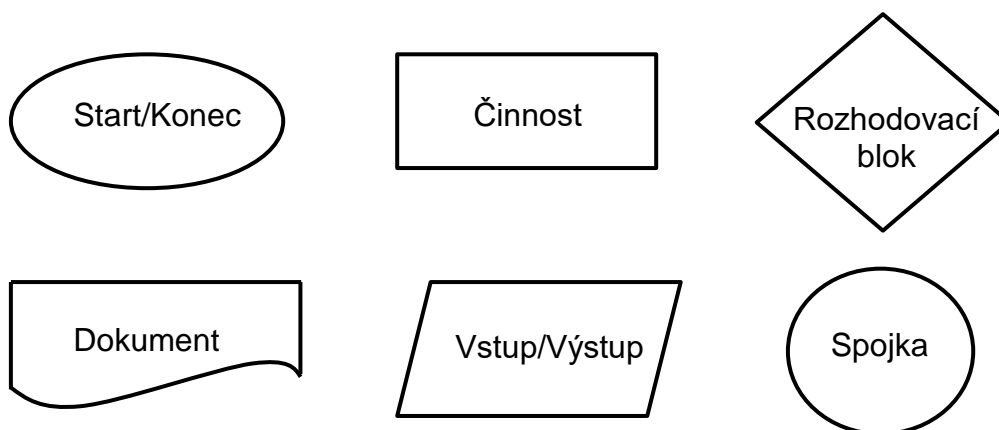 Start/Konec
Činnost
Rozhodovací
blok
Dokument
Vstup/Výstup
Spojka